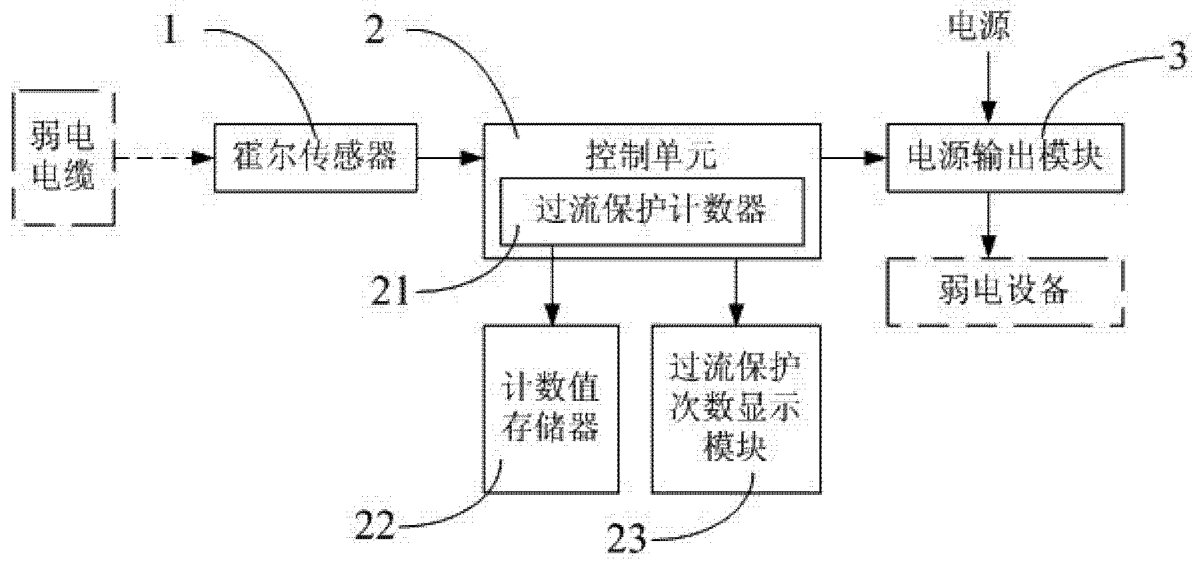 1
2
电源
3
弱电
电缆
霍尔传感器
控制单元
电源输出模块
过流保护计数器
21
弱电设备
计数值
存储器
过流保护
次数显示
模块
22
23